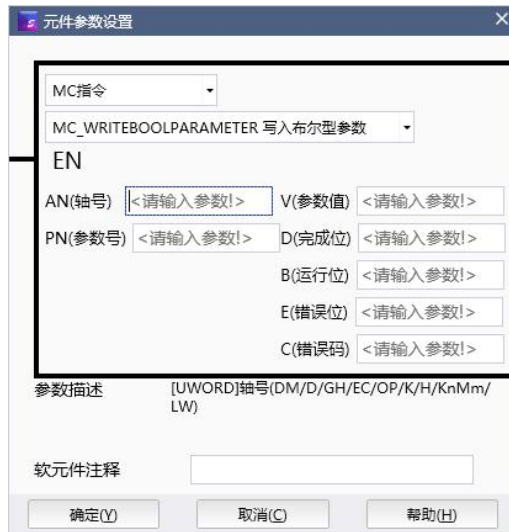 元件参数设置
MC指令
MC_WRITEBOOLPARAMETER 写入布尔型参数
EN
AN(轴号) <请输入参数!> V(参数值) <请输入参数!>
PN(参数号) <请输入参数!> D(完成位) <请输入参数!>
B(运行位) <请输入参数!>
E(错误位) <请输入参数!>
C(错误码) <请输入参数!>
参数描述 [UWORD]轴号(DM/D/GH/EC/OP/K/H/KnMm/
LW)
软元件注释
确定(Y) 取消(C) 帮助(H)